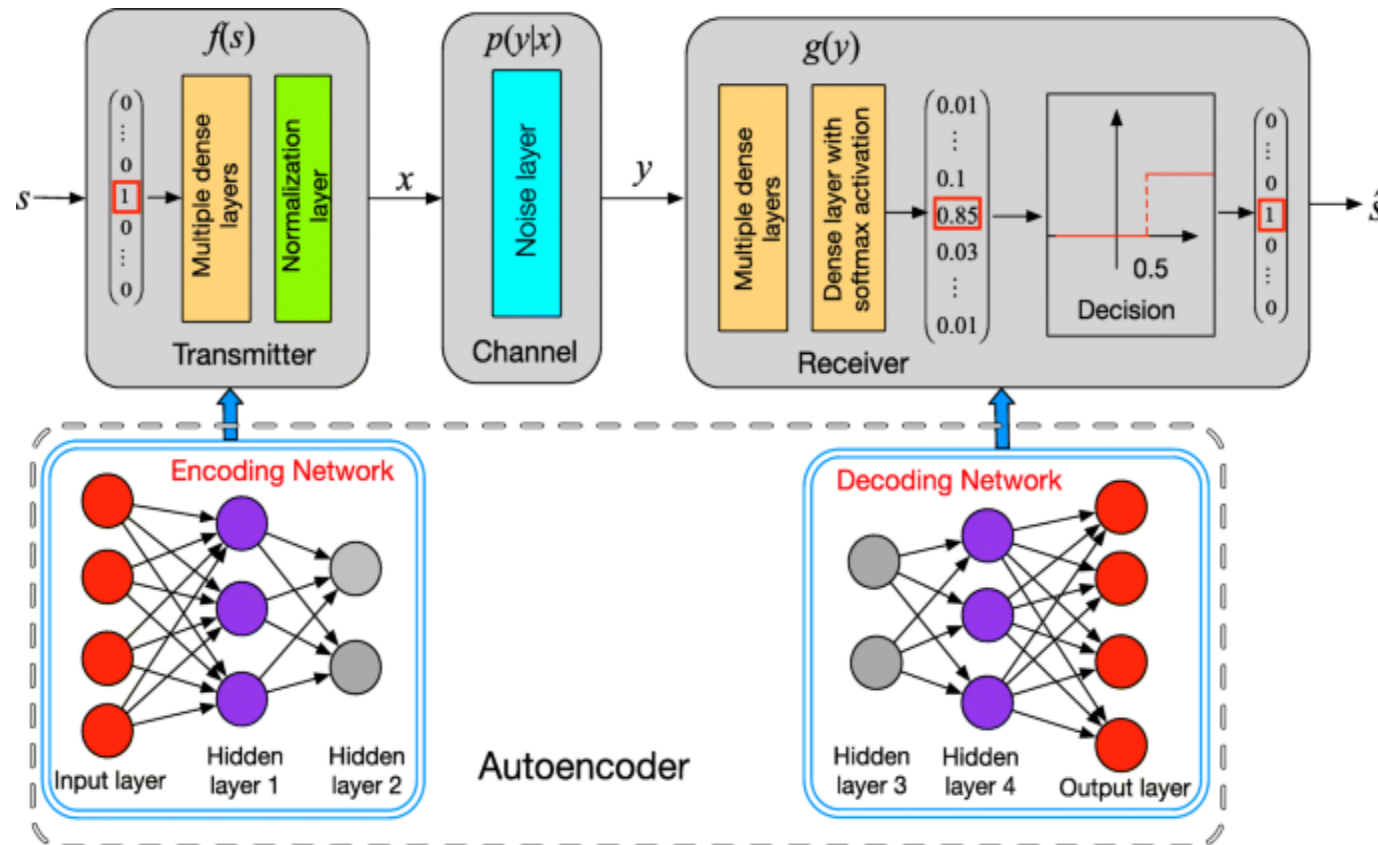 f(s)
s
0
...
0
1
0
...
0
Multiple dense
layers
Normalization
layer
Transmitter
x
p(y|x)
Noise layer
Channel
y
g(y)
Multiple dense
layers
Dense layer with
softmax activation
0.01
⋮
0.1
0.85
0.03
⋮
0.01
0.5
Decision
0
...
0
1
0
...
0
Receiver
ŝ
Encoding Network
Input layer
Hidden
layer 1
Hidden
layer 2
Autoencoder
Decoding Network
Hidden
layer 3
Hidden
layer 4
Output layer